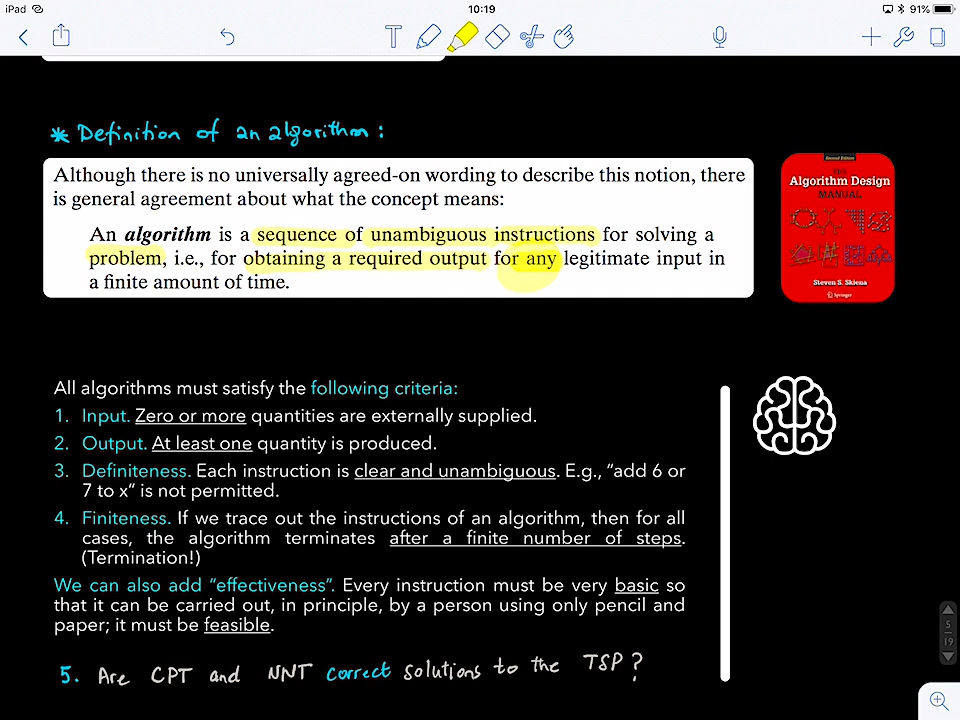 iPad
10:19
91%
* Definition of an algorithm:
Although there is no universally agreed-on wording to describe this notion, there
is general agreement about what the concept means:
An algorithm is a sequence of unambiguous instructions for solving a
problem, i.e., for obtaining a required output for any legitimate input in
a finite amount of time.
Second Edition
THE
Algorithm Design
MANUAL
Steven S. Skiena
Springer
All algorithms must satisfy the following criteria:
1. Input. Zero or more quantities are externally supplied.
2. Output. At least one quantity is produced.
3. Definiteness. Each instruction is clear and unambiguous. E.g., "add 6 or
7 to x" is not permitted.
4. Finiteness. If we trace out the instructions of an algorithm, then for all
cases, the algorithm terminates after a finite number of steps.
(Termination!)
We can also add "effectiveness". Every instruction must be very basic so
that it can be carried out, in principle, by a person using only pencil and
paper; it must be feasible.
5. Are CPT and NNT correct solutions to the TSP?
5
19